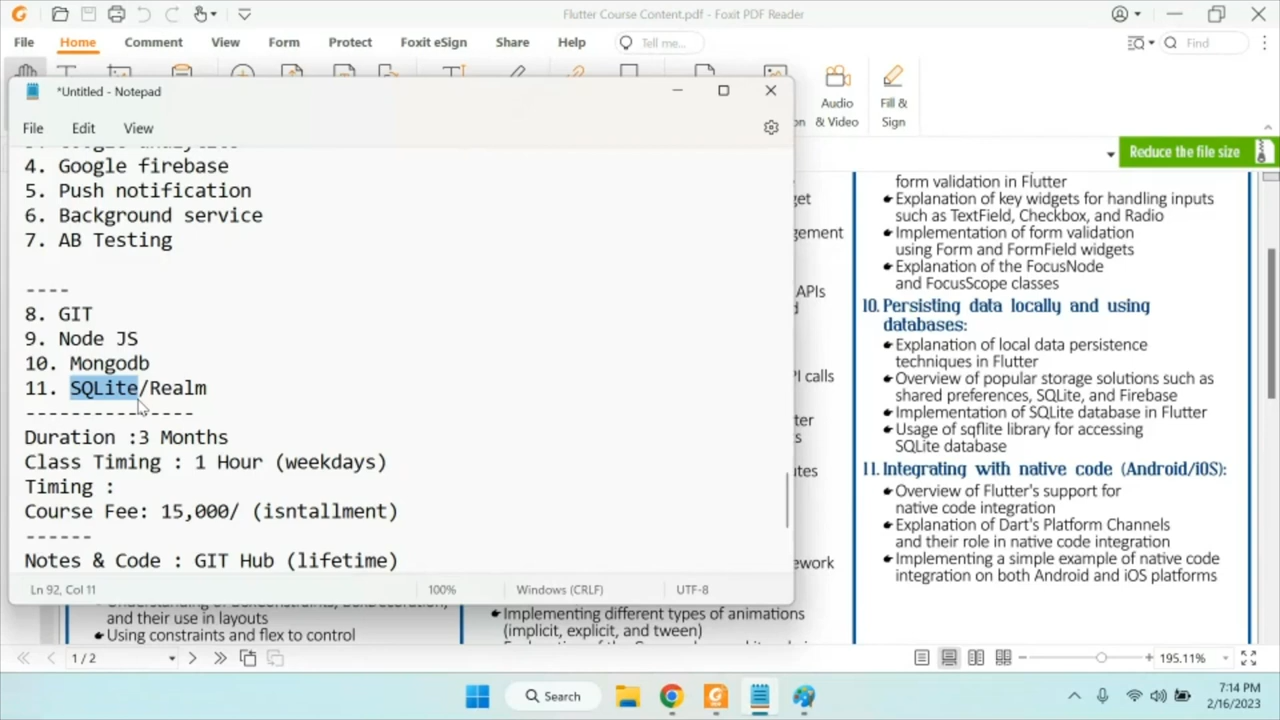 Flutter Course Content.pdf - Foxit PDF Reader
File Home Comment View Form Protect Foxit eSign Share Help Tell me... Find
Audio & Video
Fill & Sign
Reduce the file size
*Untitled - Notepad
File Edit View
4. Google firebase
5. Push notification
6. Background service
7. AB Testing
----
8. GIT
9. Node JS
10. Mongodb
11. SQLite/Realm
---------------
Duration :3 Months
Class Timing : 1 Hour (weekdays)
Timing :
Course Fee: 15,000/ (isntallment)
------
Notes & Code : GIT Hub (lifetime)
Ln 92, Col 11 100% Windows (CRLF) UTF-8
and their use in layouts
Using constraints and flex to control
APIs
Implementing different types of animations
(implicit, explicit, and tween)
form validation in Flutter
Explanation of key widgets for handling inputs
such as TextField, Checkbox, and Radio
Implementation of form validation
using Form and FormField widgets
Explanation of the FocusNode
and FocusScope classes
10. Persisting data locally and using
databases:
Explanation of local data persistence
techniques in Flutter
Overview of popular storage solutions such as
shared preferences, SQLite, and Firebase
Implementation of SQLite database in Flutter
Usage of sqflite library for accessing
SQLite database
11. Integrating with native code (Android/iOS):
Overview of Flutter's support for
native code integration
Explanation of Dart's Platform Channels
and their role in native code integration
Implementing a simple example of native code
integration on both Android and iOS platforms
1 / 2
195.11%
Search
7:14 PM
2/16/2023